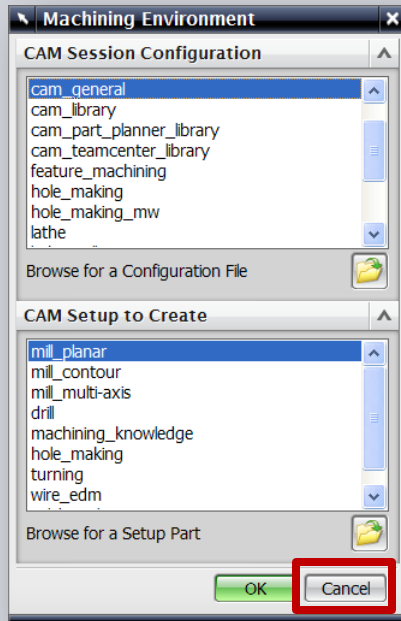 Machining Environment
CAM Session Configuration
cam_general
cam_library
cam_part_planner_library
cam_teamcenter_library
feature_machining
hole_making
hole_making_mw
lathe
Browse for a Configuration File
CAM Setup to Create
mill_planar
mill_contour
mill_multi-axis
drill
machining_knowledge
hole_making
turning
wire_edm
Browse for a Setup Part
OK
Cancel